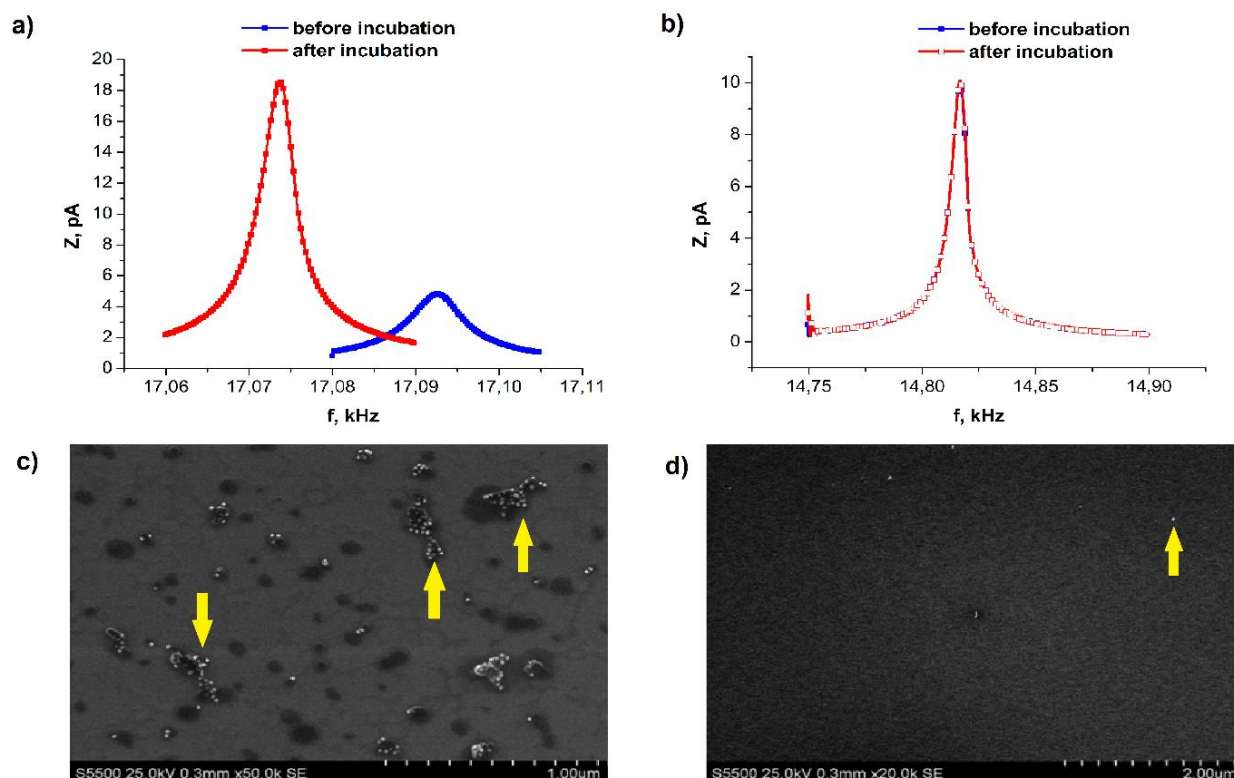 a)
before incubation
after incubation
20
18
16
14
12
10
8
6
4
2
0
Z, pA
17,06 17,07 17,08 17,09 17,10 17,11
f, kHz
b)
before incubation
after incubation
10
8
6
4
2
0
Z, pA
14,75 14,80 14,85 14,90
f, kHz
c)
S5500 25.0kV 0.3mm x50.0k SE 1.00um
d)
S5500 25.0kV 0.3mm x20.0k SE 2.00um